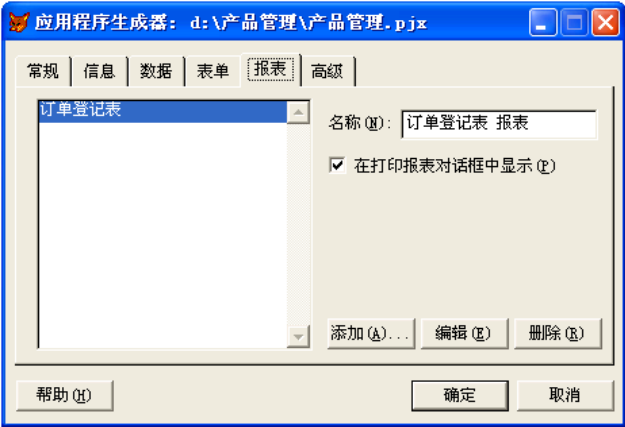 应用程序生成器: d:\产品管理\产品管理.pjx
常规 信息 数据 表单 报表 高级
订单登记表
名称(N): 订单登记表 报表
在打印报表对话框中显示(P)
添加(A)... 编辑(E) 删除(R)
帮助(H) 确定 取消